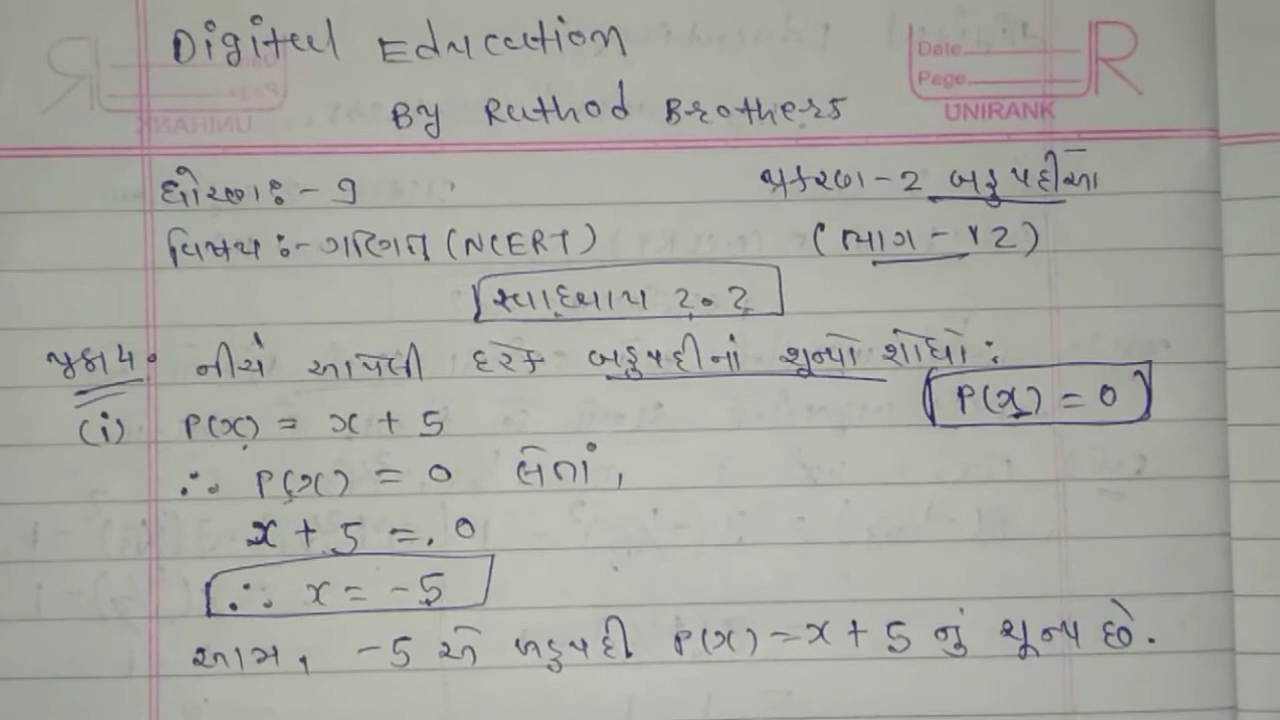 Digital Education
By Rathod Brothers
Date
Page
UNIRANK
ધોરણ :- 9
પ્રકરણ - 2 બહુપદીઓ
વિષય :- ગણિત (NCERT)
(ભાગ - 12)
સ્વાધ્યાય 2.2
પ્રશ્ન 4. નીચે આપેલી દરેક બહુપદીનાં શૂન્યો શોધો :
P(x) = 0
(i) P(x) = x + 5
∴ P(x) = 0 લેતાં,
x + 5 = 0
∴ x = -5
આમ, -5 એ બહુપદી P(x) = x + 5 નું શૂન્ય છે.